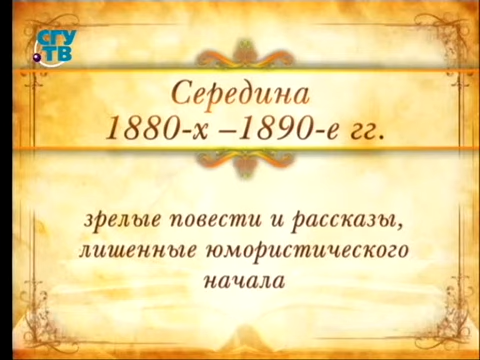 СГУ
ТВ
Середина
1880-х –1890-е гг.
зрелые повести и рассказы,
лишенные юмористического
начала